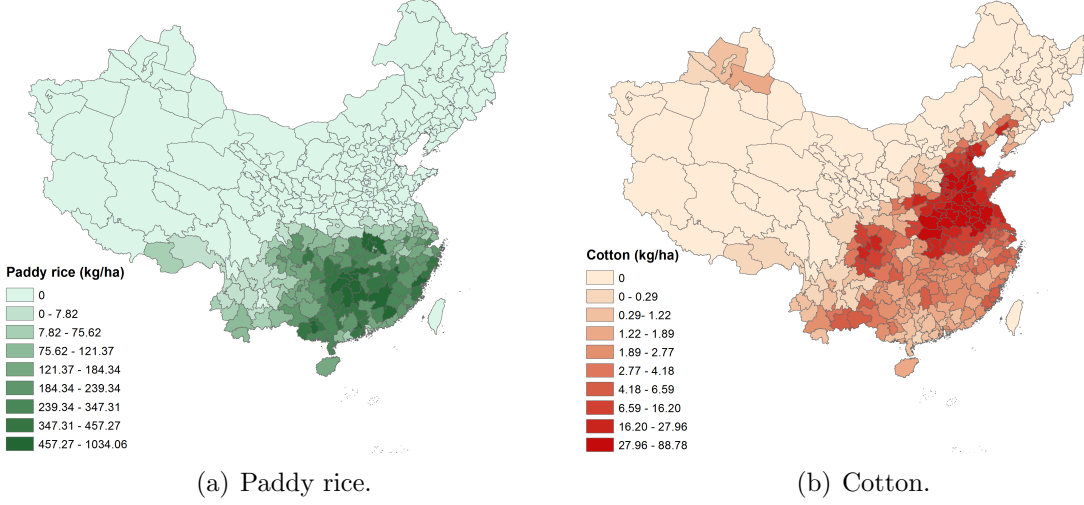 Paddy rice (kg/ha)
0
0 - 7.82
7.82 - 75.62
75.62 - 121.37
121.37 - 184.34
184.34 - 239.34
239.34 - 347.31
347.31 - 457.27
457.27 - 1034.06
(a) Paddy rice.
Cotton (kg/ha)
0
0 - 0.29
0.29- 1.22
1.22 - 1.89
1.89 - 2.77
2.77 - 4.18
4.18 - 6.59
6.59 - 16.20
16.20 - 27.96
27.96 - 88.78
(b) Cotton.